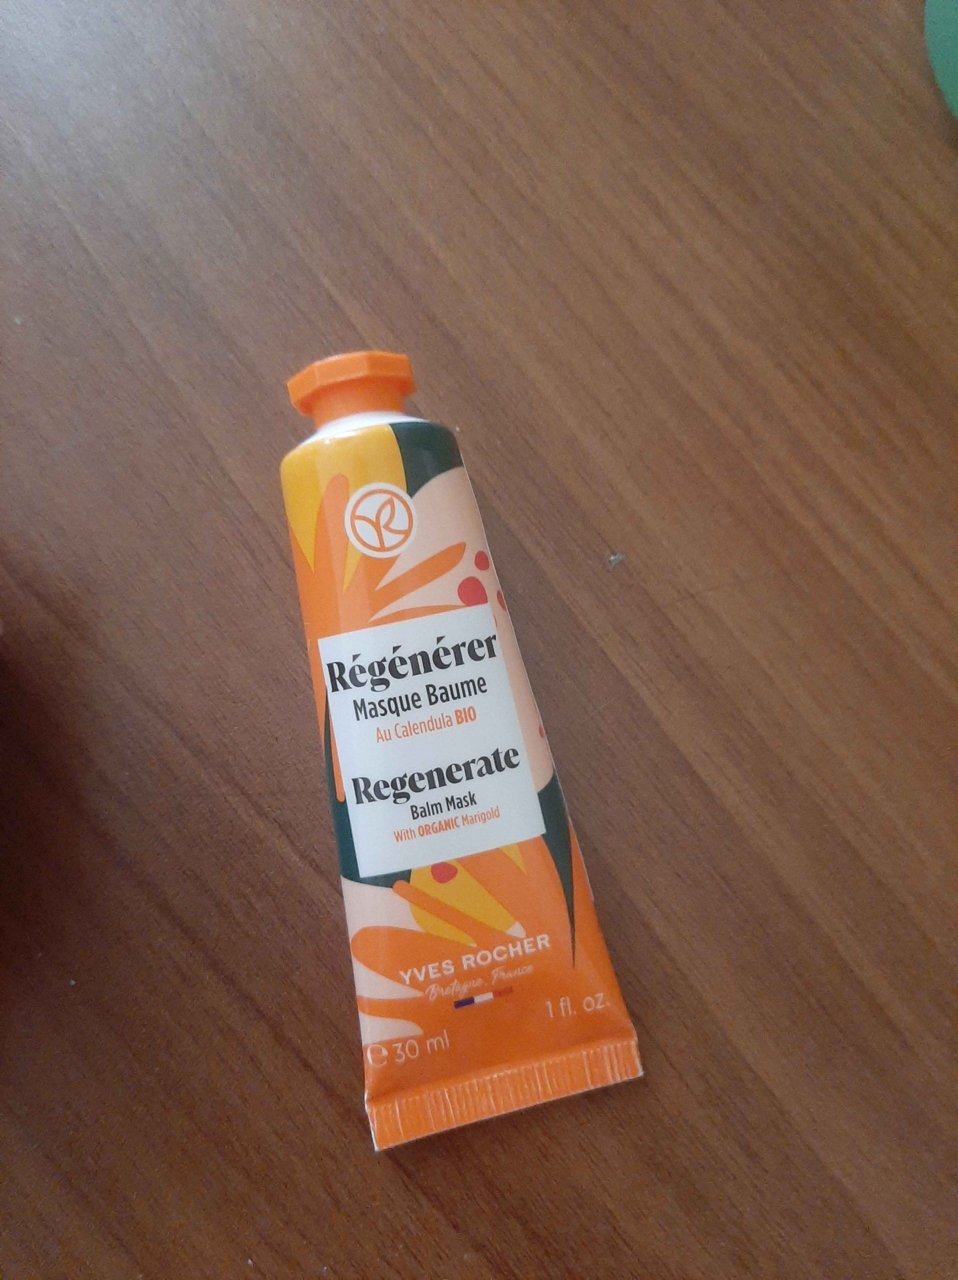 Régénérer
Masque Baume
Au Calendula BIO
Regenerate
Balm Mask
With ORGANIC Marigold
YVES ROCHER
Bretagne, France
1 fl. oz.
e 30 ml